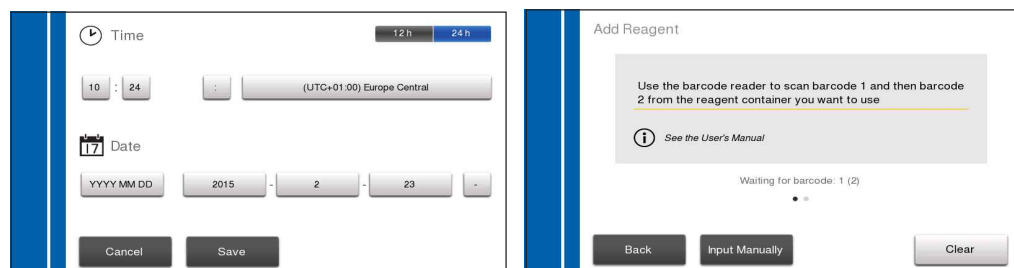 Time
12 h 24 h
10 : 24 : (UTC+01:00) Europe Central
17 Date
YYYY MM DD 2015 - 2 - 23 -
Cancel Save
Add Reagent
Use the barcode reader to scan barcode 1 and then barcode
2 from the reagent container you want to use
i See the User's Manual
Waiting for barcode: 1 (2)
Back Input Manually Clear